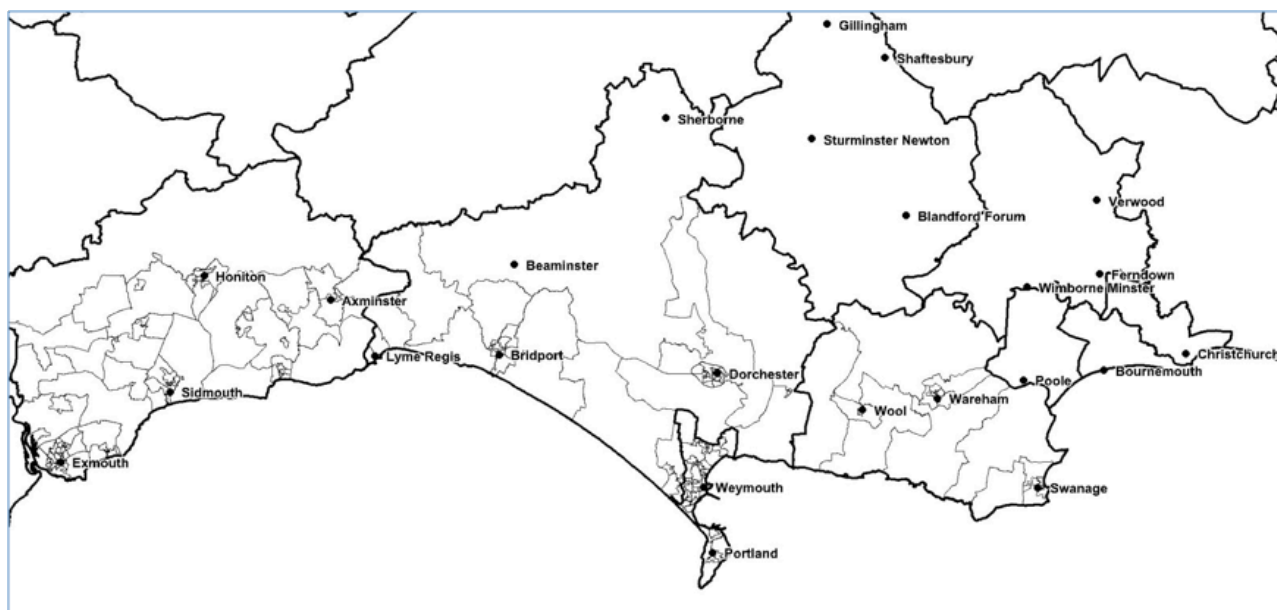 Gillingham
Shaftesbury
Sherborne
Sturminster Newton
Verwood
Blandford Forum
Beaminster
Honiton
Ferndown
Wimborne Minster
Axminster
Lyme Regis
Bridport
Christchurch
Bournemouth
Dorchester
Poole
Sidmouth
Wareham
Wool
Exmouth
Weymouth
Swanage
Portland